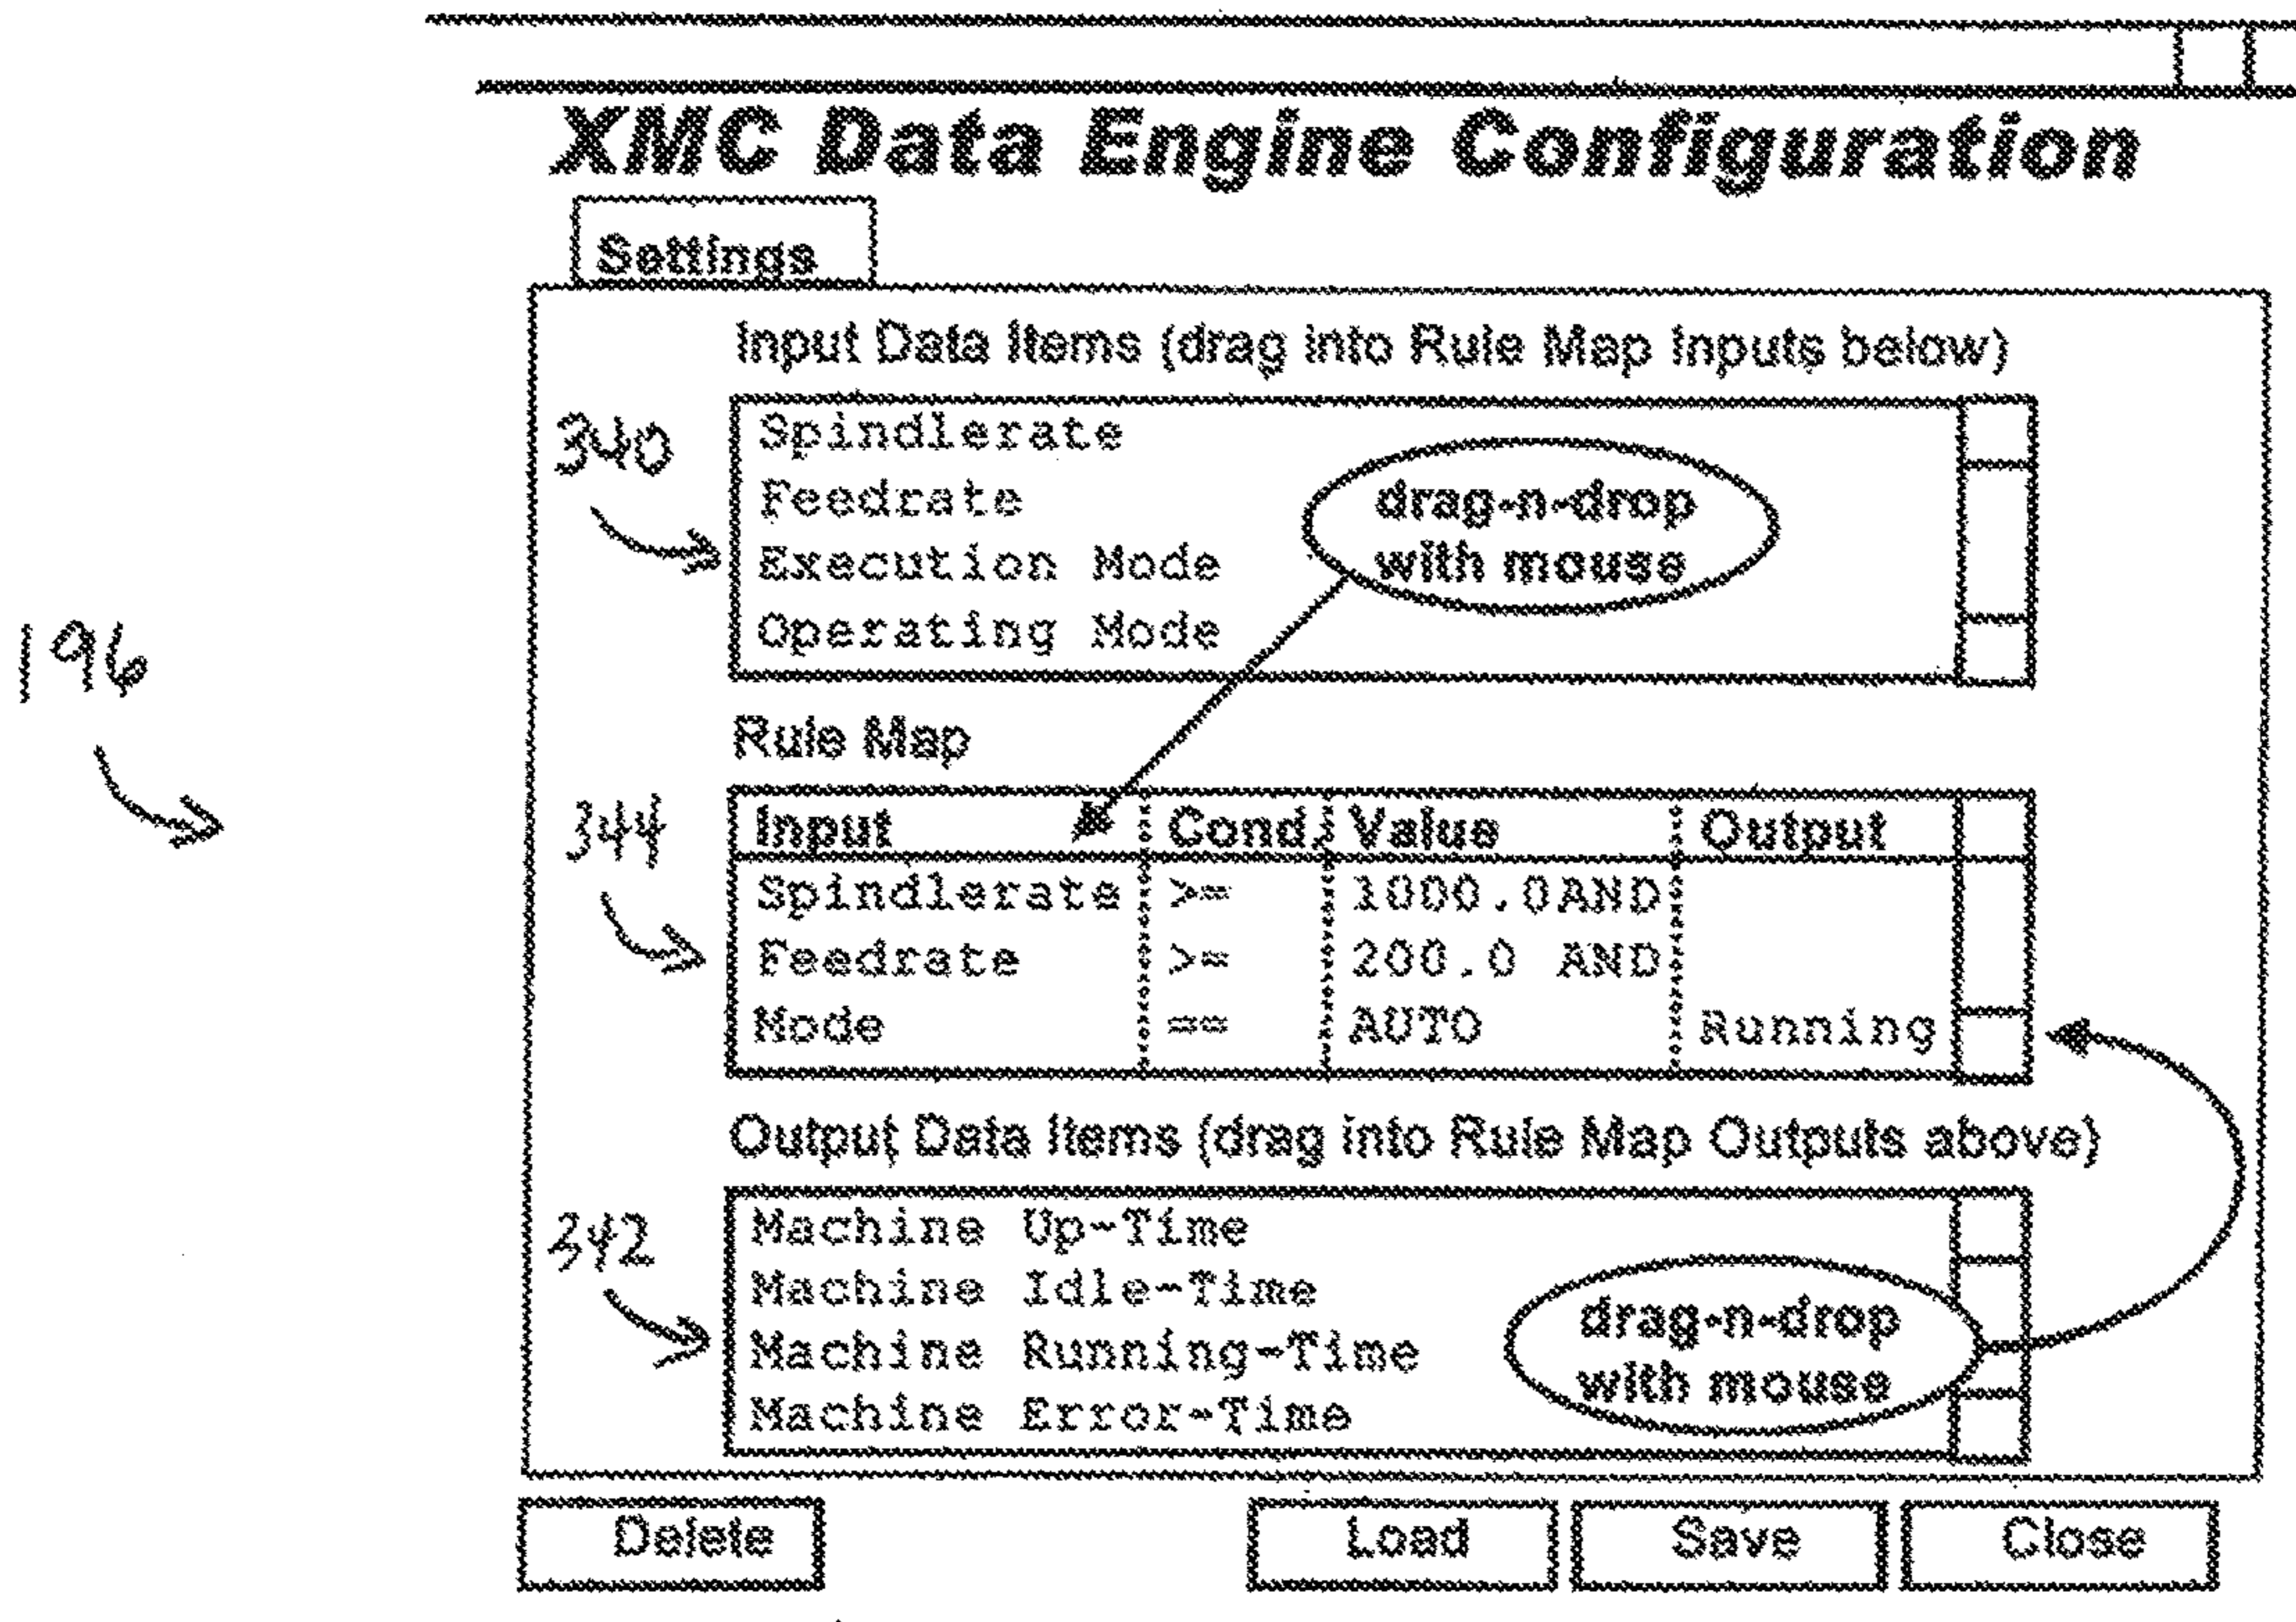 XMC Data Engine Configuration
Settings
Input Data Items (drag into Rule Map Inputs below)
340
Spindlerate
Feedrate
Execution Mode
Operating Mode
drag-n-drop
with mouse
196
Rule Map
344
Input Cond. Value Output
Spindlerate >= 1000.0AND
Feedrate >= 200.0 AND
Mode == AUTO Running
Output Data Items (drag into Rule Map Outputs above)
342
Machine Up-Time
Machine Idle-Time
Machine Running-Time
Machine Error-Time
drag-n-drop
with mouse
Delete Load Save Close